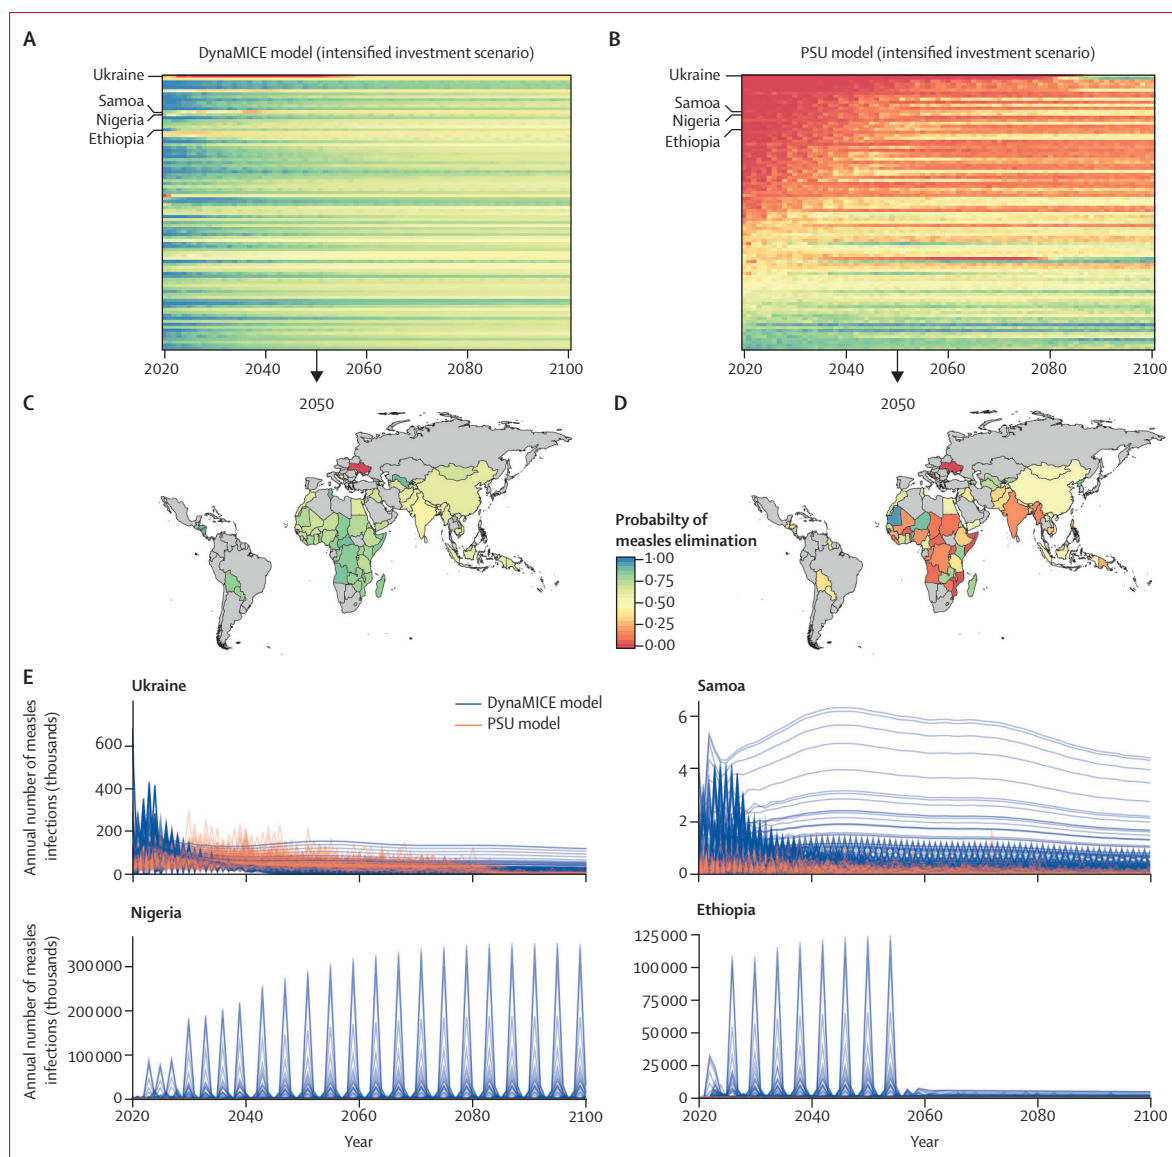 A
DynaMICE model (intensified investment scenario)
Ukraine
Samoa
Nigeria
Ethiopia
2020 2040 2060 2080 2100
B
PSU model (intensified investment scenario)
Ukraine
Samoa
Nigeria
Ethiopia
2020 2040 2060 2080 2100
C
2050
D
2050
Probabilty of
measles elimination
1·00
0·75
0·50
0·25
0·00
E
Ukraine
DynaMICE model
PSU model
Annual number of measles
infections (thousands)
600
400
200
0
Samoa
6
4
2
0
Nigeria
Annual number of measles
infections (thousands)
300 000
200 000
100 000
0
2020 2040 2060 2080 2100
Year
Ethiopia
125 000
100 000
75 000
50 000
25 000
0
2020 2040 2060 2080 2100
Year